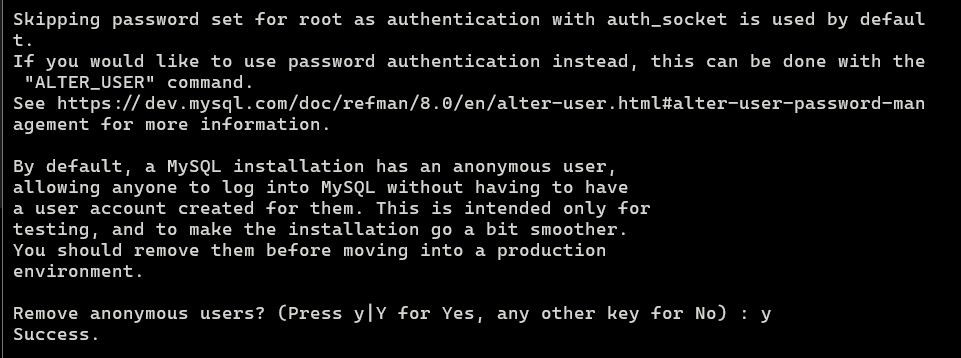 Skipping password set for root as authentication with auth_socket is used by defaul
t.
If you would like to use password authentication instead, this can be done with the
 "ALTER_USER" command.
See https://dev.mysql.com/doc/refman/8.0/en/alter-user.html#alter-user-password-man
agement for more information.

By default, a MySQL installation has an anonymous user,
allowing anyone to log into MySQL without having to have
a user account created for them. This is intended only for
testing, and to make the installation go a bit smoother.
You should remove them before moving into a production
environment.

Remove anonymous users? (Press y|Y for Yes, any other key for No) : y
Success.